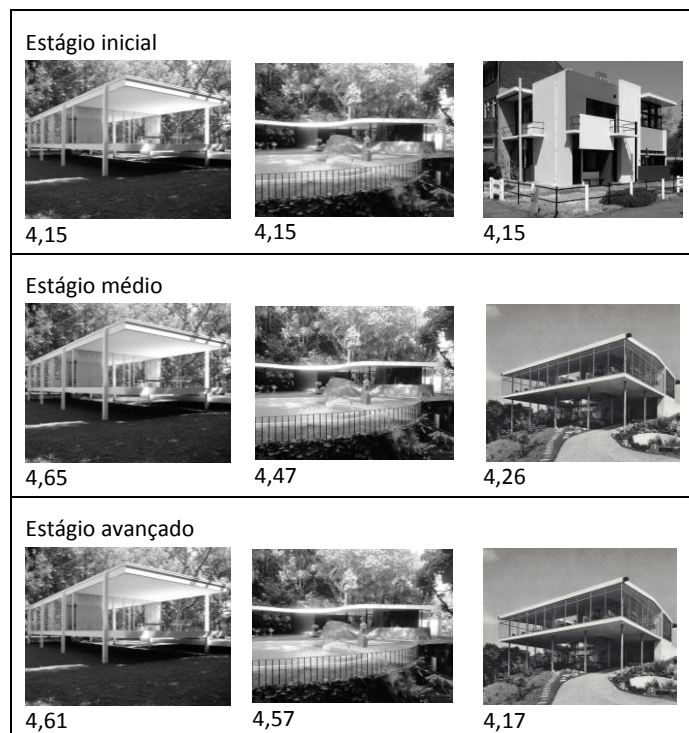 Estágio inicial
4,15 4,15 4,15
Estágio médio
4,65 4,47 4,26
Estágio avançado
4,61 4,57 4,17